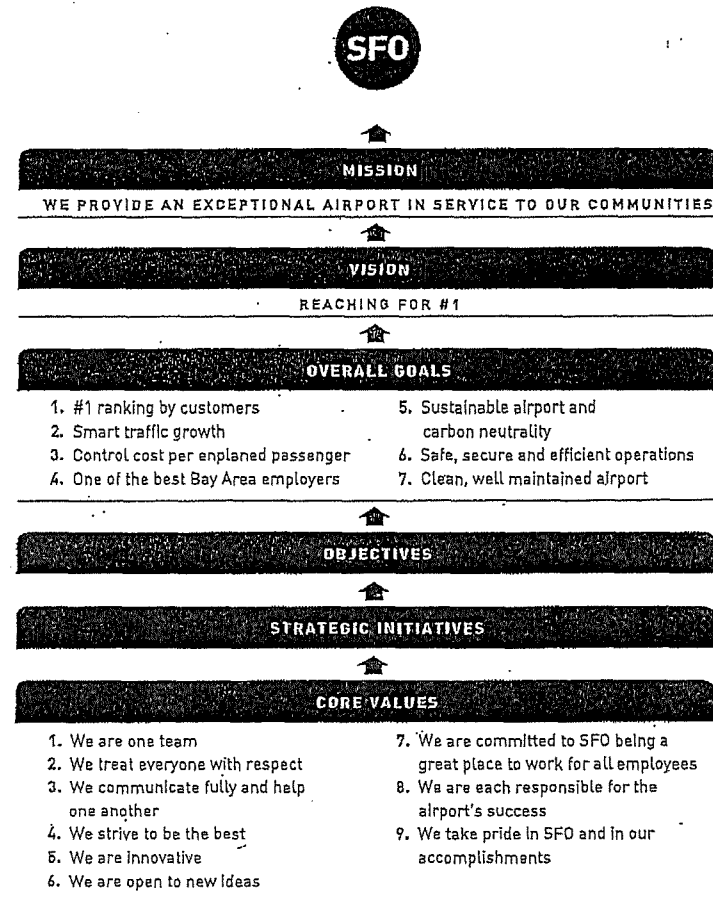 SFO
MISSION
WE PROVIDE AN EXCEPTIONAL AIRPORT IN SERVICE TO OUR COMMUNITIES
VISION
REACHING FOR #1
OVERALL GOALS
1. #1 ranking by customers
2. Smart traffic growth
3. Control cost per enplaned passenger
4. One of the best Bay Area employers
5. Sustainable airport and
carbon neutrality
6. Safe, secure and efficient operations
7. Clean, well maintained airport
OBJECTIVES
STRATEGIC INITIATIVES
CORE VALUES
1. We are one team
2. We treat everyone with respect
3. We communicate fully and help
one another
4. We strive to be the best
5. We are innovative
6. We are open to new ideas
7. We are committed to SFO being a
great place to work for all employees
8. We are each responsible for the
airport's success
9. We take pride in SFO and in our
accomplishments